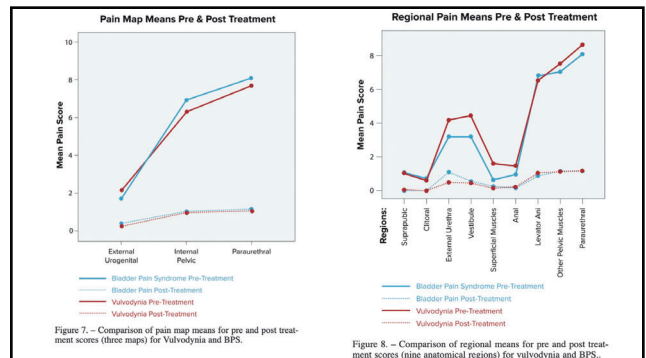 Pain Map Means Pre & Post Treatment
10
8
6
4
2
0
Mean Pain Score
External
Urogenital
Internal
Pelvic
Paraurethral
Bladder Pain Syndrome Pre-Treatment
Bladder Pain Post-Treatment
Vulvodynia Pre-Treatment
Vulvodynia Post-Treatment
Figure 7. – Comparison of pain map means for pre and post treat-
ment scores (three maps) for Vulvodynia and BPS.
Regional Pain Means Pre & Post Treatment
8
6
4
2
0
Mean Pain Score
Regions:
Suprapubic
Clitoral
External Urethra
Vestibule
Superficial Muscles
Anal
Levator Ani
Other Pelvic Muscles
Paraurethral
Bladder Pain Syndrome Pre-Treatment
Bladder Pain Post-Treatment
Vulvodynia Pre-Treatment
Vulvodynia Post-Treatment
Figure 8. – Comparison of regional means for pre and post treat-
ment scores (nine anatomical regions) for vulvodynia and BPS..